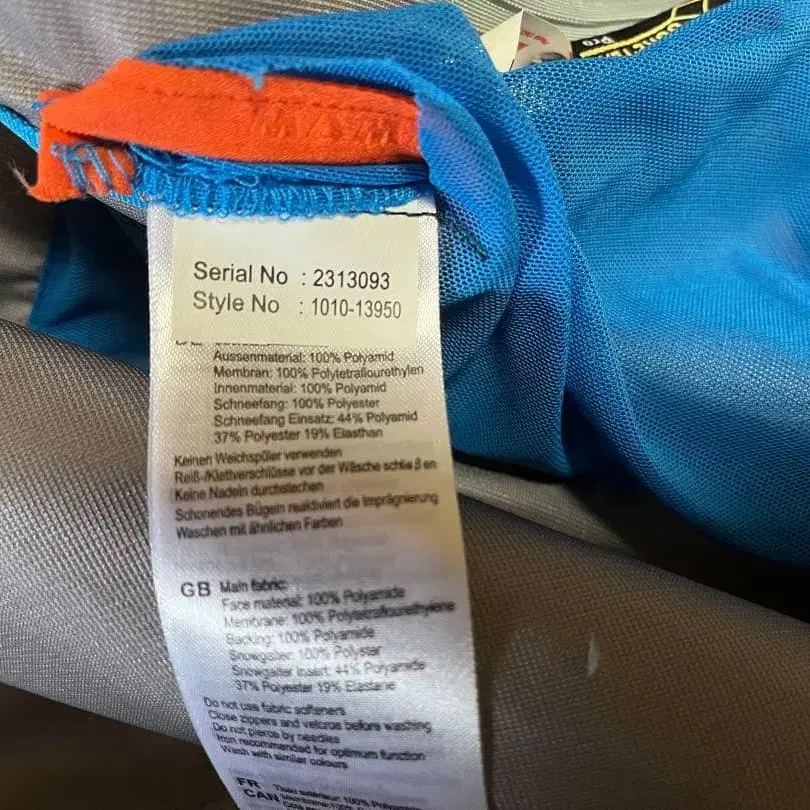 Pro
Serial No : 2313093
Style No : 1010-13950
Aussenmaterial: 100% Polyamid
Membran: 100% Polytetraflourethylen
Innenmaterial: 100% Polyamid
Schneefang: 100% Polyester
Schneefang Einsatz: 44% Polyamid
37% Polyester 19% Elasthan
Keinen Weichspüler verwenden
Reiß-/Klettverschlüsse vor der Wäsche schließen
Keine Nadeln durchstechen
Schonendes Bügeln reaktiviert die Imprägnierung
Waschen mit ähnlichen Farben
GB Main fabric:
Face material: 100% Polyamide
Membrane: 100% Polytetraflourethylene
Backing: 100% Polyamide
Snowgaiter: 100% Polyster
Snowgaiter Insert: 44% Polyamide
37% Polyester 19% Elastane
Do not use fabric softeners
Close zippers and velcros before washing
Do not pierce by needles
Iron recommended for optimum function
Wash with similar colours
FR
CAN